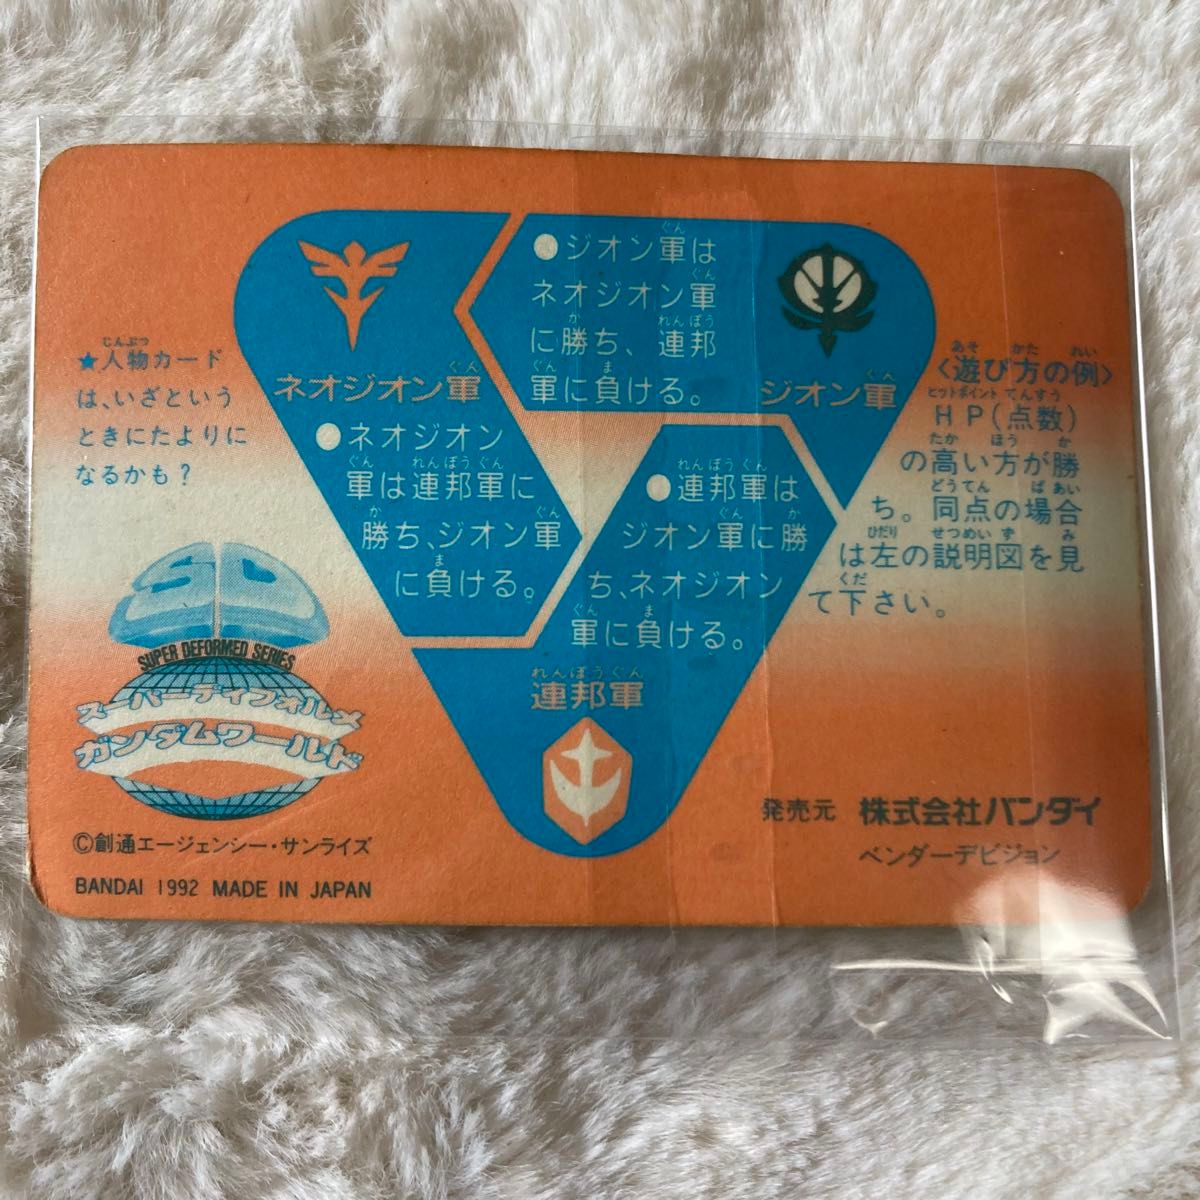 ★人物カード
は、いざという
ときにたよりに
なるかも?
ネオジオン軍
●ネオジオン
軍は連邦軍に
勝ち、ジオン軍
に負ける。
●ジオン軍は
ネオジオン軍
に勝ち、連邦
軍に負ける。
ジオン軍
●連邦軍は
ジオン軍に勝
ち、ネオジオン
軍に負ける。
連邦軍
〈遊び方の例〉
HP(点数)
の高い方が勝
ち。同点の場合
は左の説明図を見
て下さい。
SD
SUPER DEFORMED SERIES
スーパーディフォルメ
ガンダムワールド
©創通エージェンシー・サンライズ
BANDAI 1992 MADE IN JAPAN
発売元 株式会社バンダイ
ベンダーデビジョン